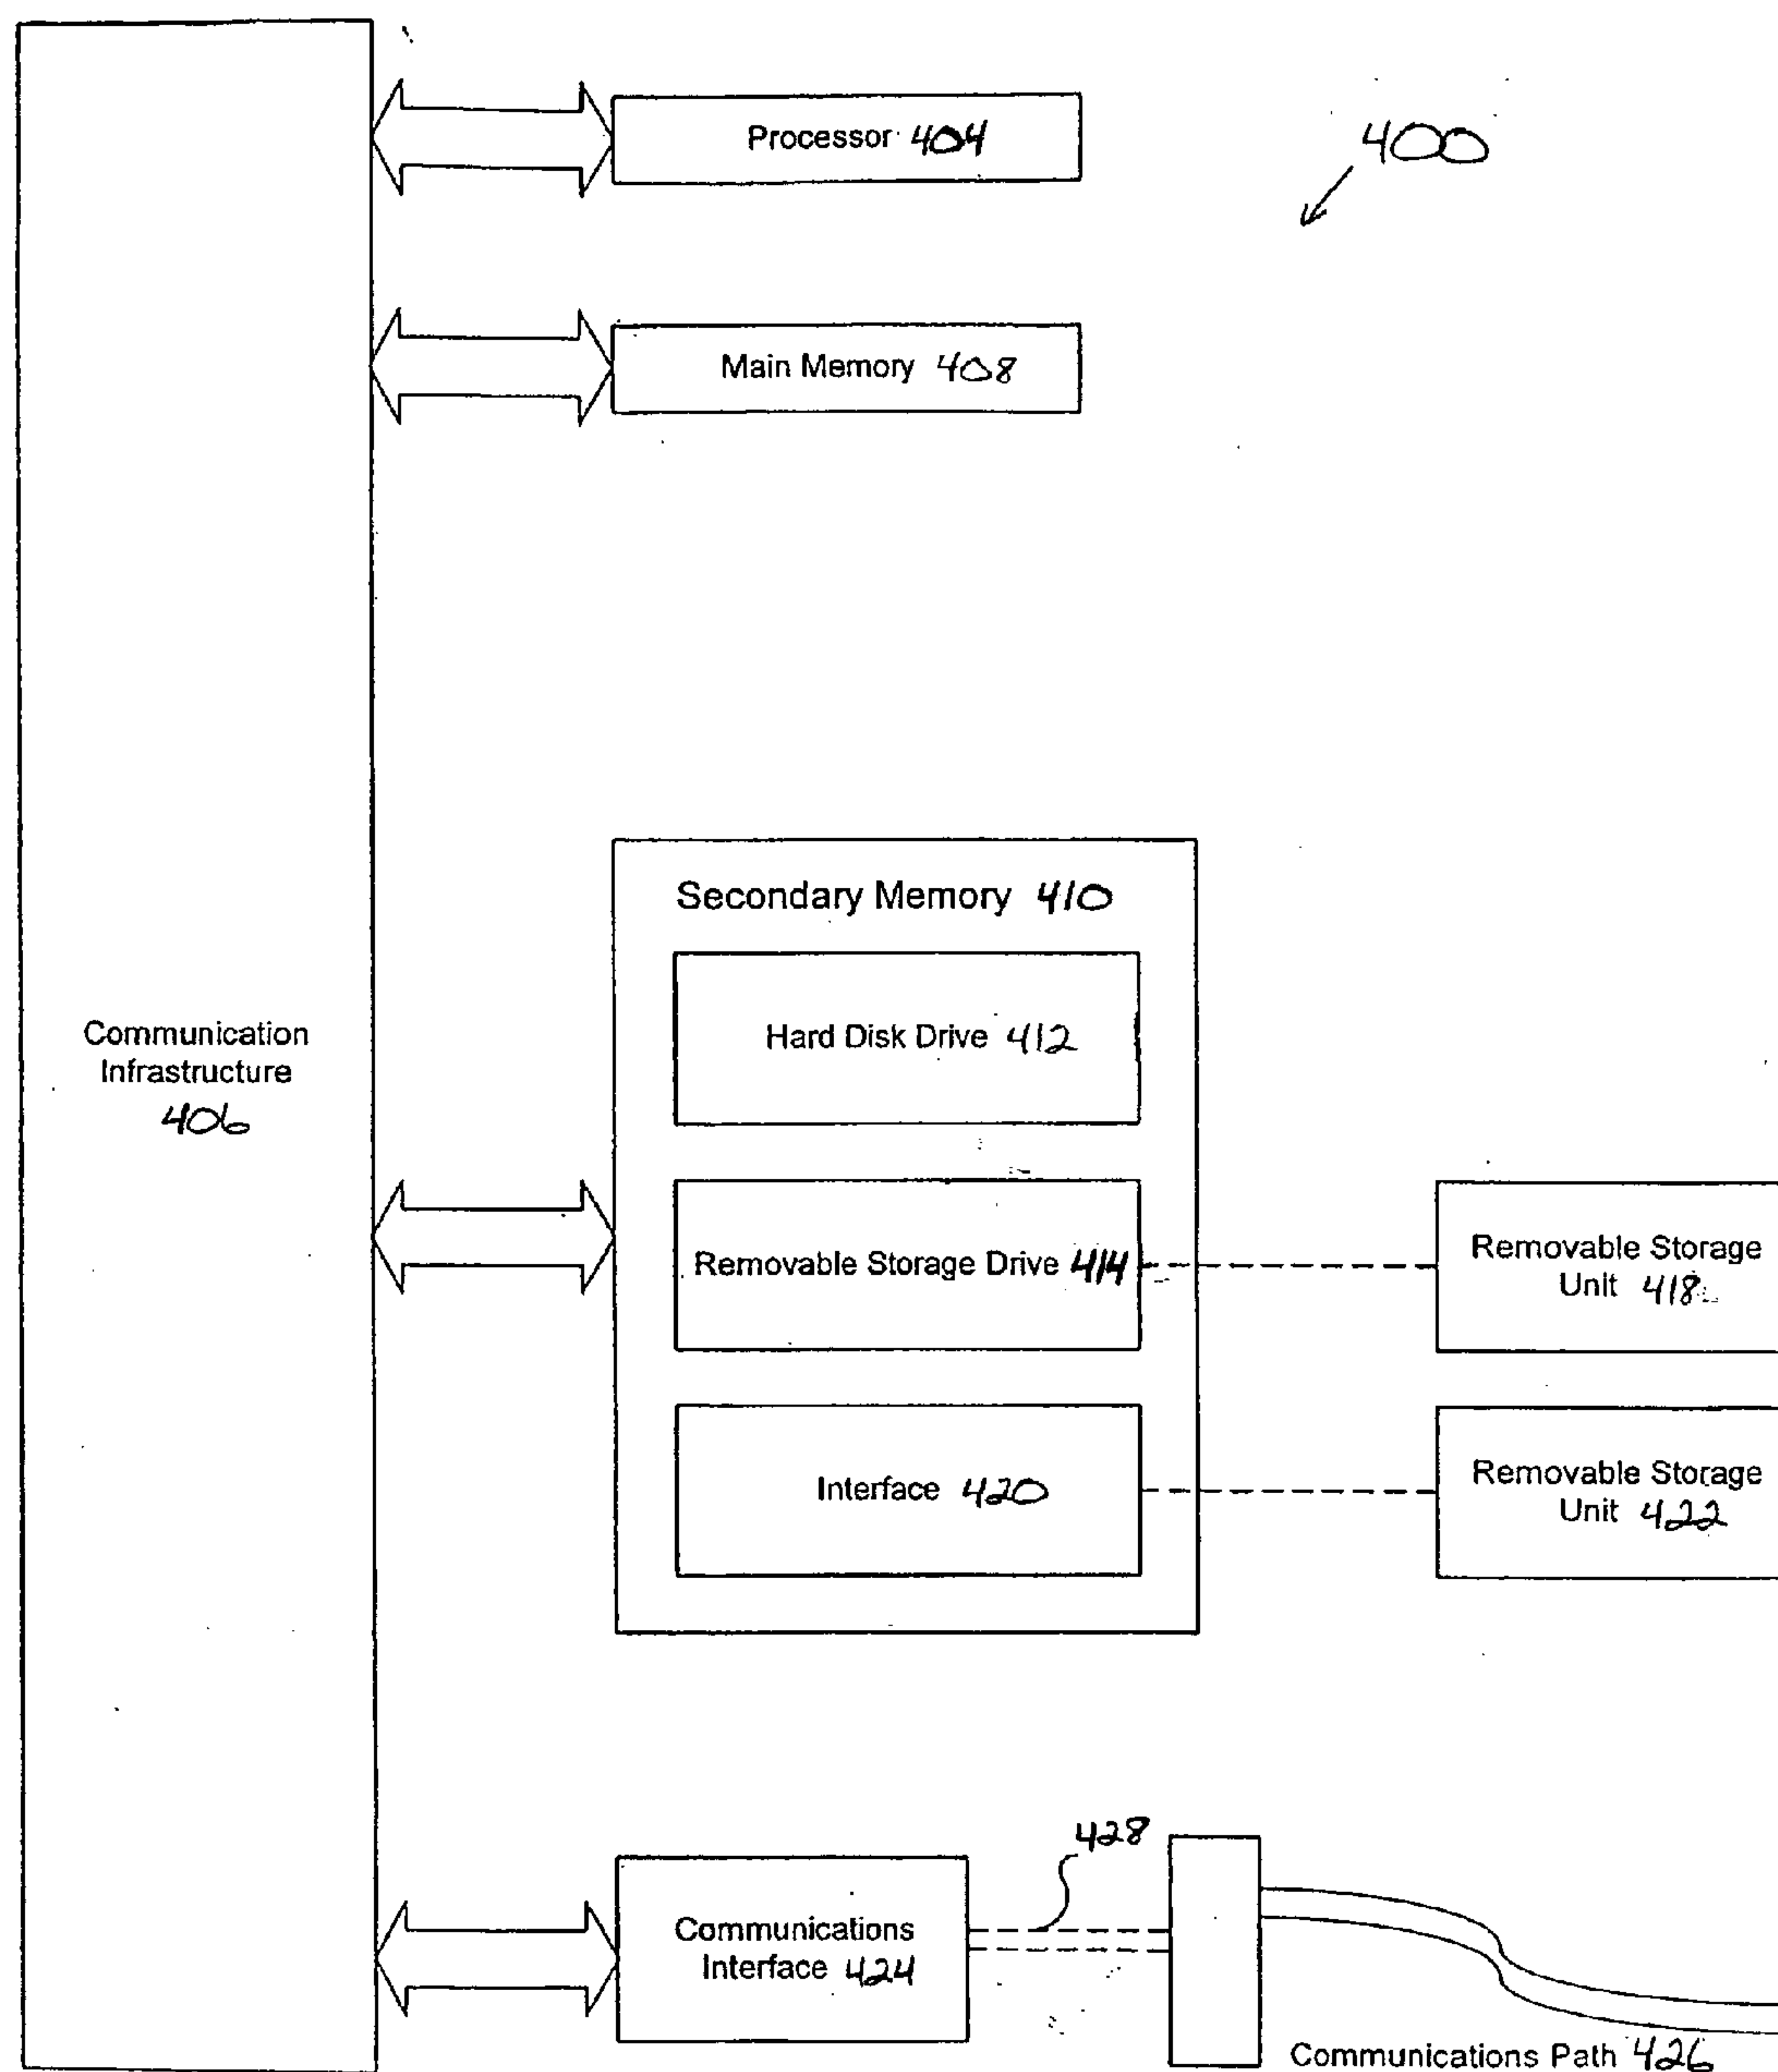 Processor 404
400
Main Memory 408
Secondary Memory 410
Hard Disk Drive 412
Communication
Infrastructure
406
Removable Storage Drive 414
Removable Storage
Unit 418
Interface 420
Removable Storage
Unit 422
428
Communications
Interface 424
Communications Path 426